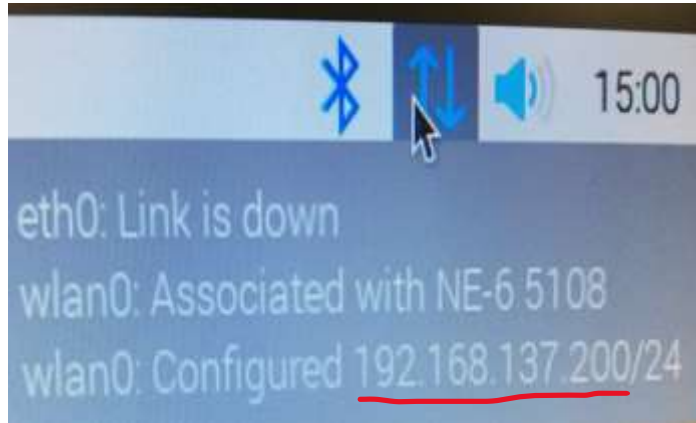 15:00
eth0: Link is down
wlan0: Associated with NE-6 5108
wlan0: Configured 192.168.137.200/24